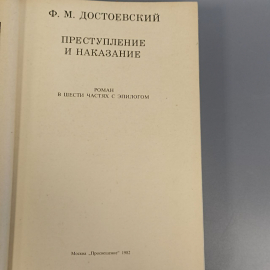 Ф. М. ДОСТОЕВСКИЙ
ПРЕСТУПЛЕНИЕ
И НАКАЗАНИЕ
РОМАН
В ШЕСТИ ЧАСТЯХ С ЭПИЛОГОМ
Москва „Просвещение" 1982